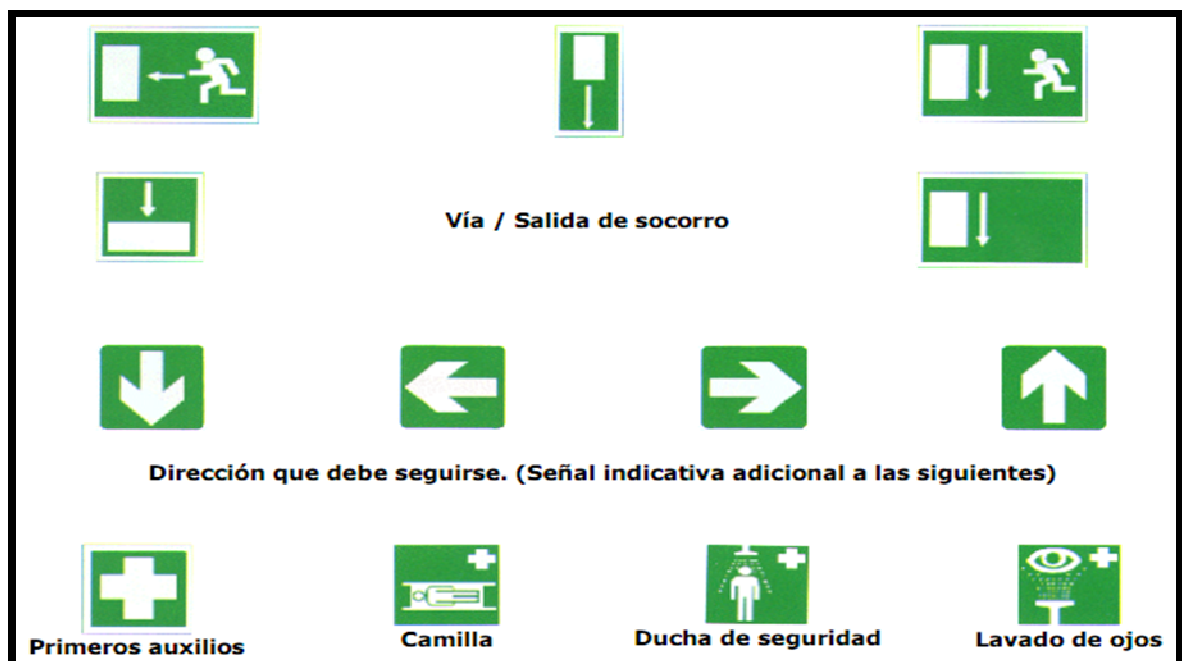 Vía / Salida de socorro
Dirección que debe seguirse. (Señal indicativa adicional a las siguientes)
Primeros auxilios
Camilla
Ducha de seguridad
Lavado de ojos